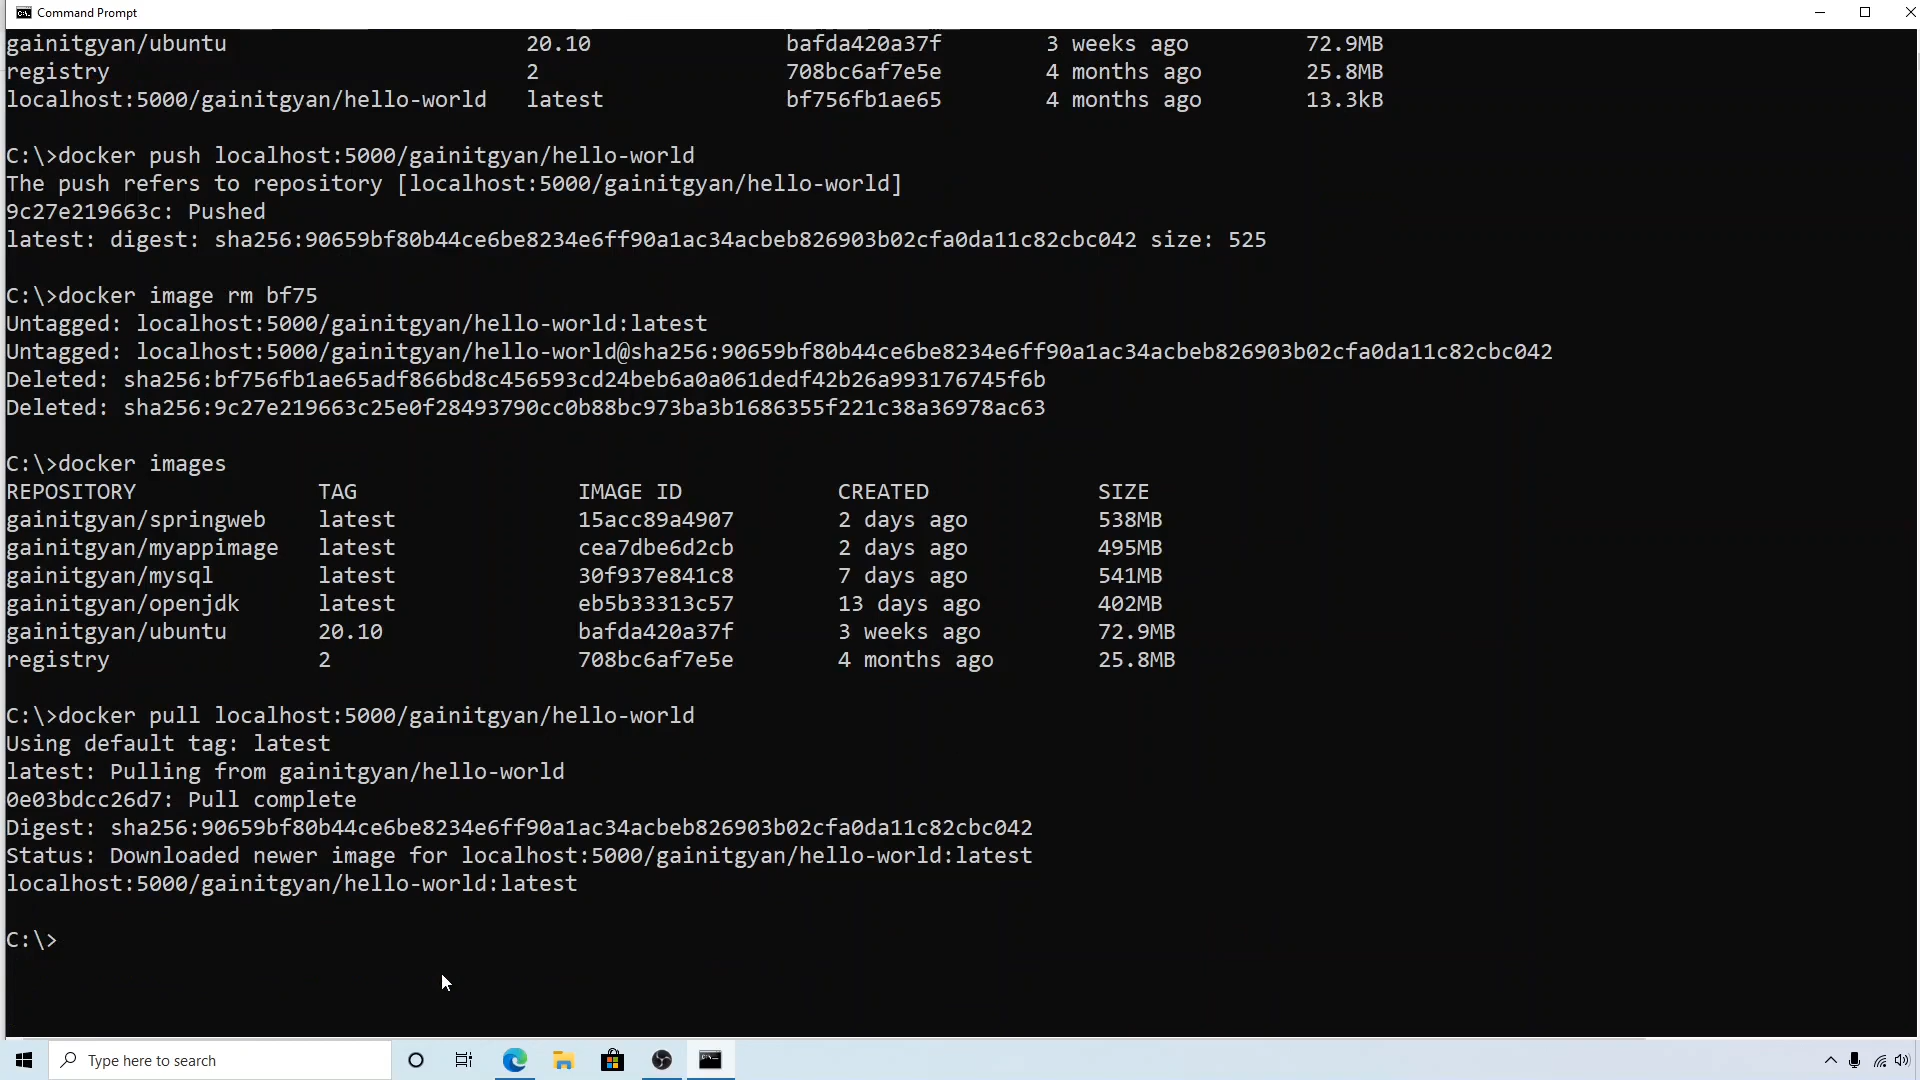 Command Prompt
gainitgyan/ubuntu 20.10 bafda420a37f 3 weeks ago 72.9MB
registry 2 708bc6af7e5e 4 months ago 25.8MB
localhost:5000/gainitgyan/hello-world latest bf756fb1ae65 4 months ago 13.3kB
C:\>docker push localhost:5000/gainitgyan/hello-world
The push refers to repository [localhost:5000/gainitgyan/hello-world]
9c27e219663c: Pushed
latest: digest: sha256:90659bf80b44ce6be8234e6ff90a1ac34acbeb826903b02cfa0da11c82cbc042 size: 525
C:\>docker image rm bf75
Untagged: localhost:5000/gainitgyan/hello-world:latest
Untagged: localhost:5000/gainitgyan/hello-world@sha256:90659bf80b44ce6be8234e6ff90a1ac34acbeb826903b02cfa0da11c82cbc042
Deleted: sha256:bf756fb1ae65adf866bd8c456593cd24beb6a0a061dedf42b26a993176745f6b
Deleted: sha256:9c27e219663c25e0f28493790cc0b88bc973ba3b1686355f221c38a36978ac63
C:\>docker images
REPOSITORY TAG IMAGE ID CREATED SIZE
gainitgyan/springweb latest 15acc89a4907 2 days ago 538MB
gainitgyan/myappimage latest cea7dbe6d2cb 2 days ago 495MB
gainitgyan/mysql latest 30f937e841c8 7 days ago 541MB
gainitgyan/openjdk latest eb5b33313c57 13 days ago 402MB
gainitgyan/ubuntu 20.10 bafda420a37f 3 weeks ago 72.9MB
registry 2 708bc6af7e5e 4 months ago 25.8MB
C:\>docker pull localhost:5000/gainitgyan/hello-world
Using default tag: latest
latest: Pulling from gainitgyan/hello-world
0e03bdcc26d7: Pull complete
Digest: sha256:90659bf80b44ce6be8234e6ff90a1ac34acbeb826903b02cfa0da11c82cbc042
Status: Downloaded newer image for localhost:5000/gainitgyan/hello-world:latest
localhost:5000/gainitgyan/hello-world:latest
C:\>
Type here to search